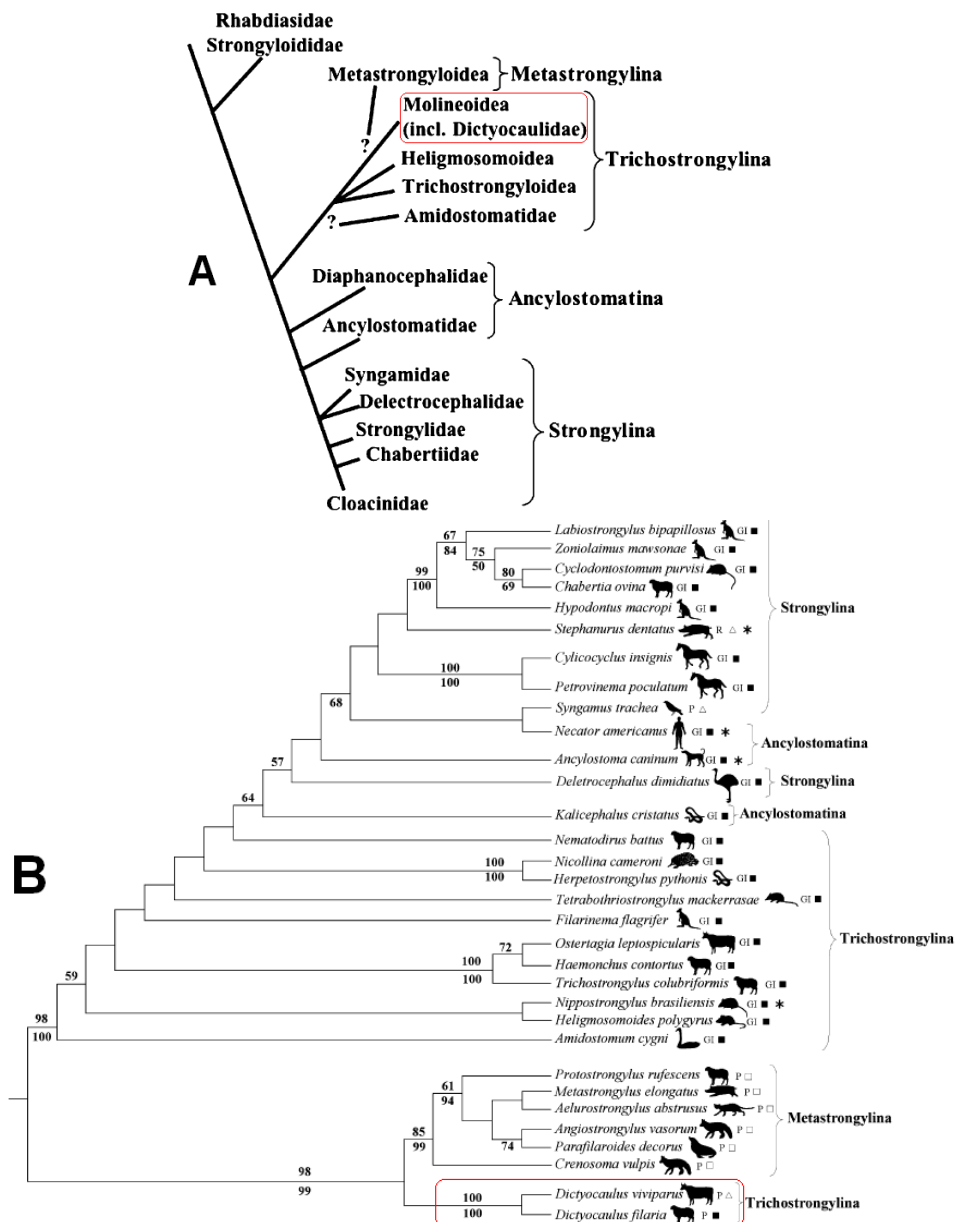 Rhabdiasidae
Strongyloididae
Metastrongyloidea
Metastrongylina
Molineoidea
(incl. Dictyocaulidae)
?
Heligmosomoidea
Trichostrongylina
Trichostrongyloidea
?
Amidostomatidae
A
Diaphanocephalidae
Ancylostomatina
Ancylostomatidae
Syngamidae
Delectrocephalidae
Strongylidae
Strongylina
Chabertiidae
Cloacinidae
B
67
84
75
50
80
69
99
100
100
100
68
57
64
100
100
72
100
100
59
98
100
61
94
85
99
74
98
99
100
100
Labiostrongylus bipapillosus GI ■
Zoniolaimus mawsonae GI ■
Cyclodontostomum purvisi GI ■
Chabertia ovina GI ■
Hypodontus macropi GI ■
Strongylina
Stephanurus dentatus R △ *
Cylicocyclus insignis GI ■
Petrovinema poculatum GI ■
Syngamus trachea P △
Necator americanus GI ■ *
Ancylostomatina
Ancylostoma caninum GI ■ *
Deletrocephalus dimidiatus GI ■
Strongylina
Kalicephalus cristatus GI ■
Ancylostomatina
Nematodirus battus GI ■
Nicollina cameroni GI ■
Herpetostrongylus pythonis GI ■
Tetrabothriostrongylus mackerrasae GI ■
Filarinema flagrifer GI ■
Trichostrongylina
Ostertagia leptospicularis GI ■
Haemonchus contortus GI ■
Trichostrongylus colubriformis GI ■
Nippostrongylus brasiliensis GI ■ *
Heligmosomoides polygyrus GI ■
Amidostomum cygni GI ■
Protostrongylus rufescens P □
Metastrongylus elongatus P □
Aelurostrongylus abstrusus P □
Metastrongylina
Angiostrongylus vasorum P □
Parafilaroides decorus P □
Crenosoma vulpis P □
Dictyocaulus viviparus P △
Trichostrongylina
Dictyocaulus filaria P ■